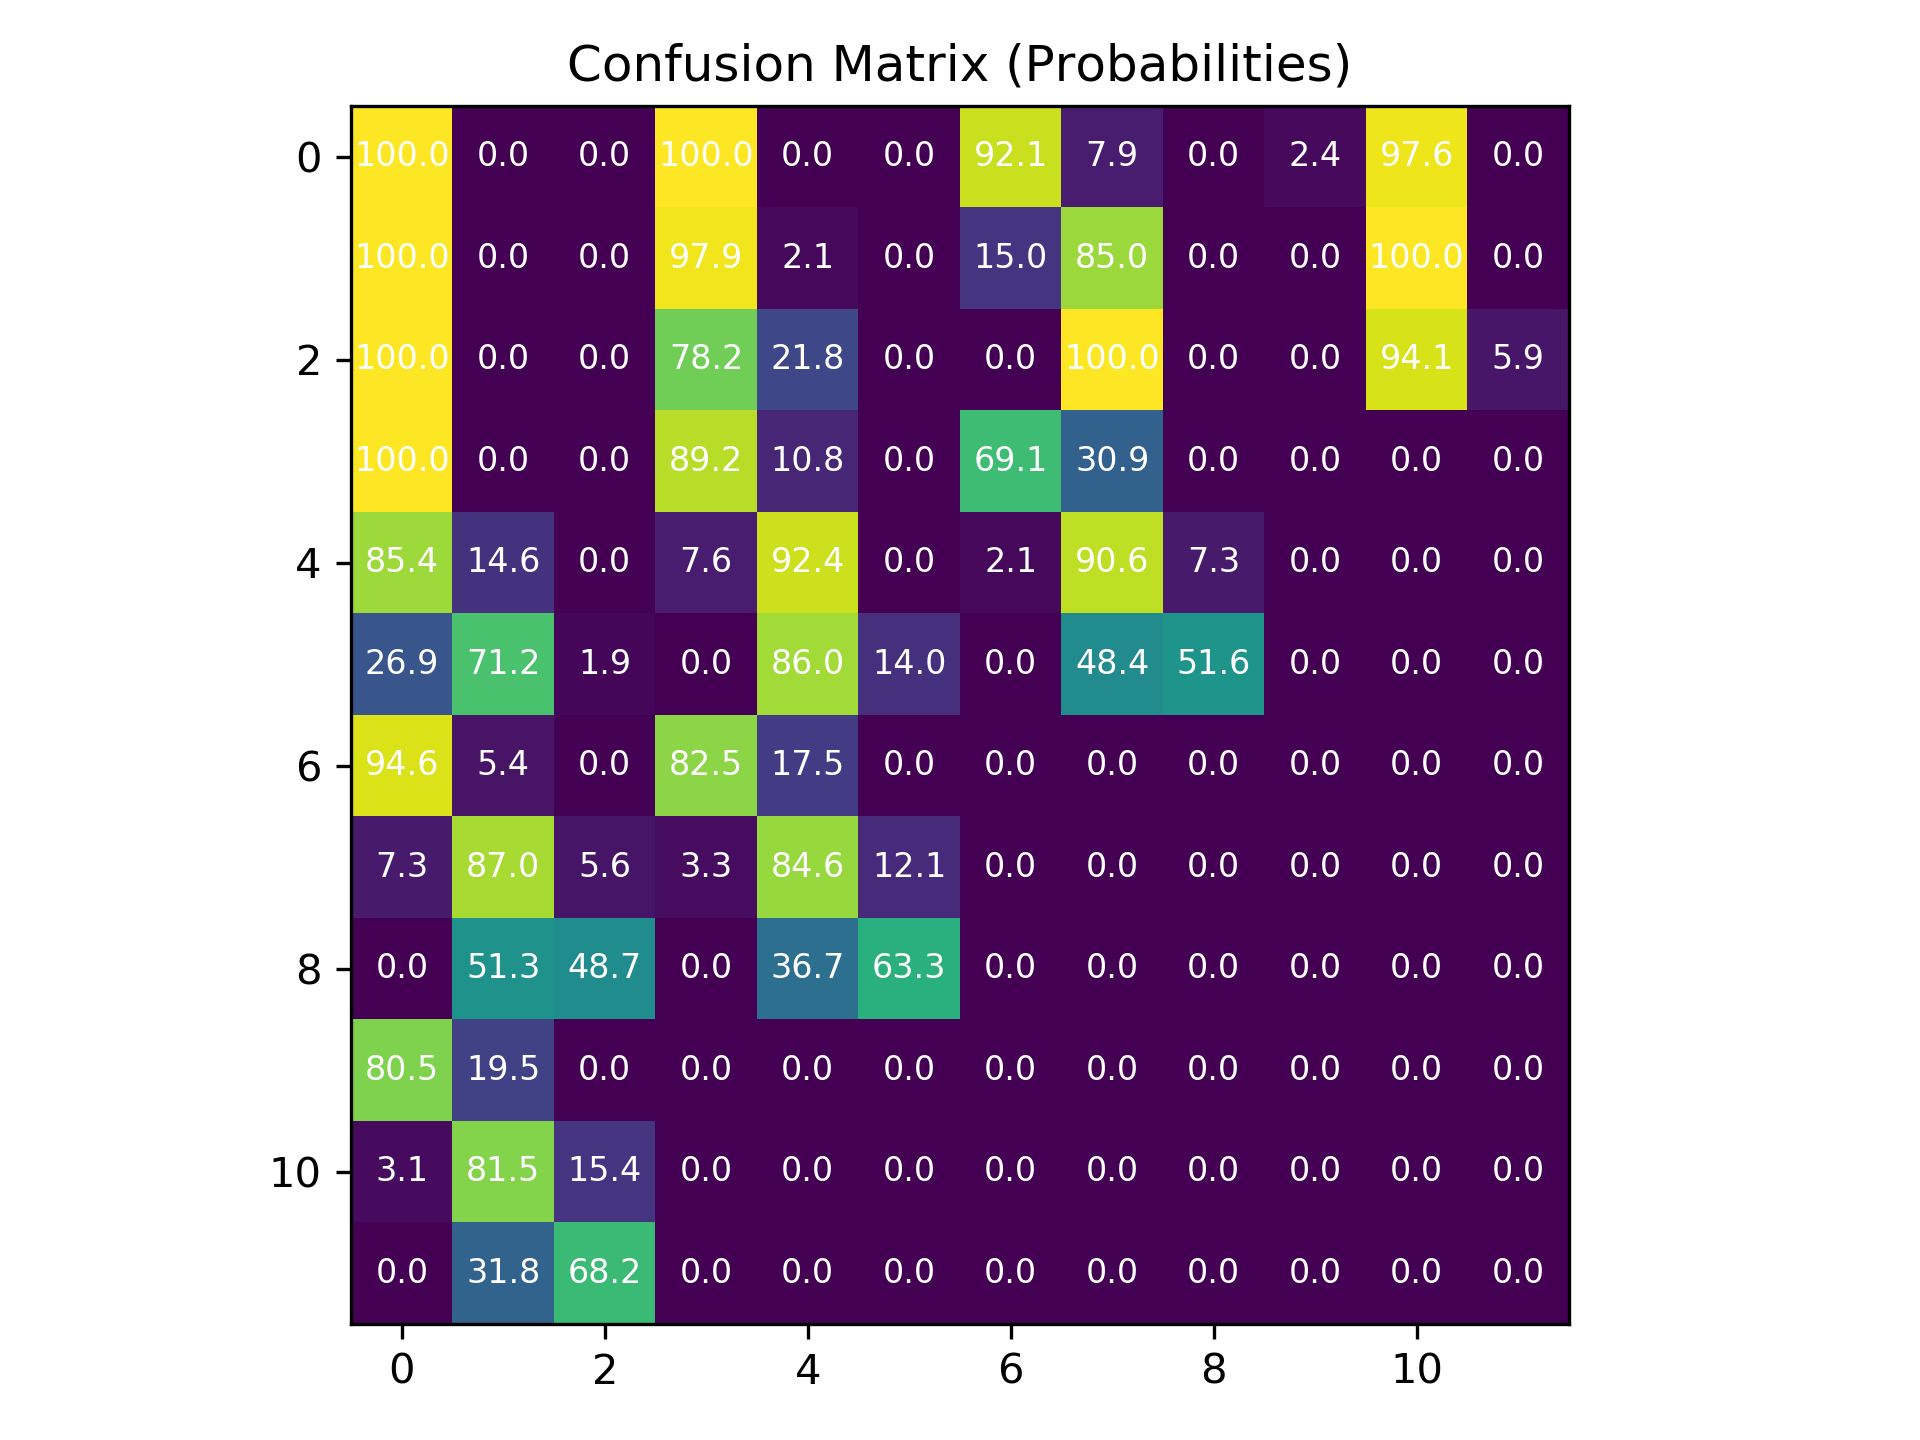 Confusion Matrix (Probabilities)
0 100.0 0.0 0.0 100.0 0.0 0.0 92.1 7.9 0.0 2.4 97.6 0.0
100.0 0.0 0.0 97.9 2.1 0.0 15.0 85.0 0.0 0.0 100.0 0.0
2 100.0 0.0 0.0 78.2 21.8 0.0 0.0 100.0 0.0 0.0 94.1 5.9
100.0 0.0 0.0 89.2 10.8 0.0 69.1 30.9 0.0 0.0 0.0 0.0
4 85.4 14.6 0.0 7.6 92.4 0.0 2.1 90.6 7.3 0.0 0.0 0.0
26.9 71.2 1.9 0.0 86.0 14.0 0.0 48.4 51.6 0.0 0.0 0.0
6 94.6 5.4 0.0 82.5 17.5 0.0 0.0 0.0 0.0 0.0 0.0 0.0
7.3 87.0 5.6 3.3 84.6 12.1 0.0 0.0 0.0 0.0 0.0 0.0
8 0.0 51.3 48.7 0.0 36.7 63.3 0.0 0.0 0.0 0.0 0.0 0.0
80.5 19.5 0.0 0.0 0.0 0.0 0.0 0.0 0.0 0.0 0.0 0.0
10 3.1 81.5 15.4 0.0 0.0 0.0 0.0 0.0 0.0 0.0 0.0 0.0
0.0 31.8 68.2 0.0 0.0 0.0 0.0 0.0 0.0 0.0 0.0 0.0
0 2 4 6 8 10